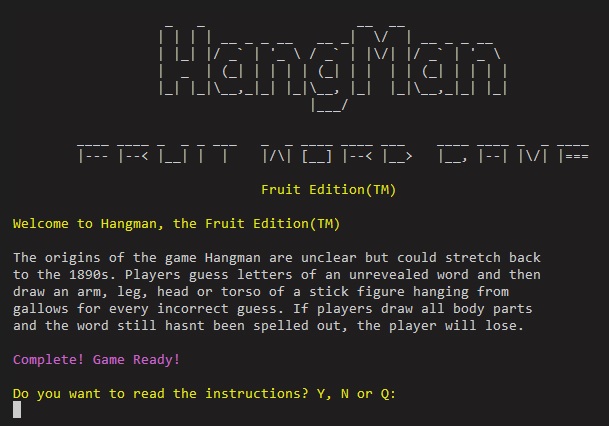 HangMan
FRUIT WORD GAME
Fruit Edition(TM)
Welcome to Hangman, the Fruit Edition(TM)
The origins of the game Hangman are unclear but could stretch back
to the 1890s. Players guess letters of an unrevealed word and then
draw an arm, leg, head or torso of a stick figure hanging from
gallows for every incorrect guess. If players draw all body parts
and the word still hasnt been spelled out, the player will lose.
Complete! Game Ready!
Do you want to read the instructions? Y, N or Q: